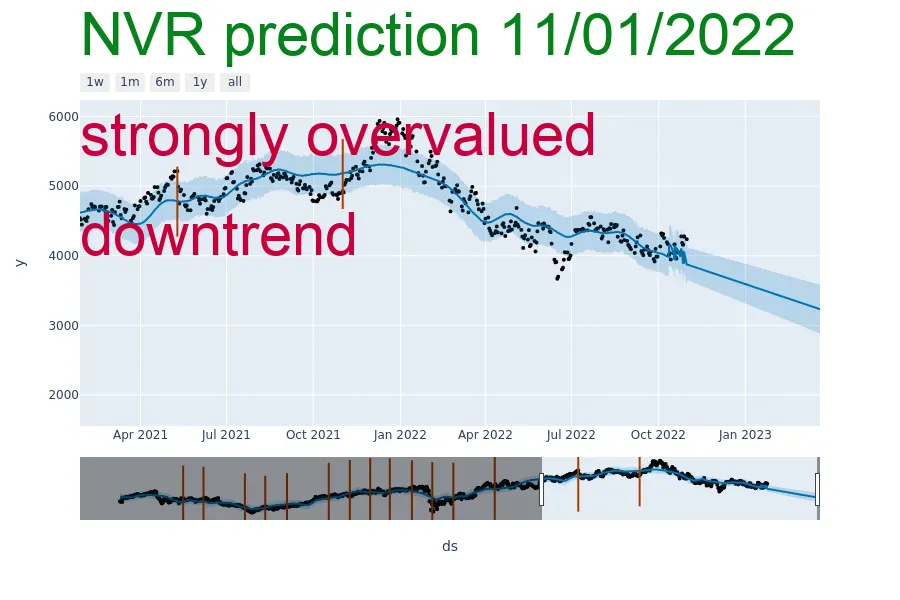 NVR prediction 11/01/2022
1w 1m 6m 1y all
6000
strongly overvalued
5000
downtrend
4000
y
3000
2000
Apr 2021 Jul 2021 Oct 2021 Jan 2022 Apr 2022 Jul 2022 Oct 2022 Jan 2023
ds